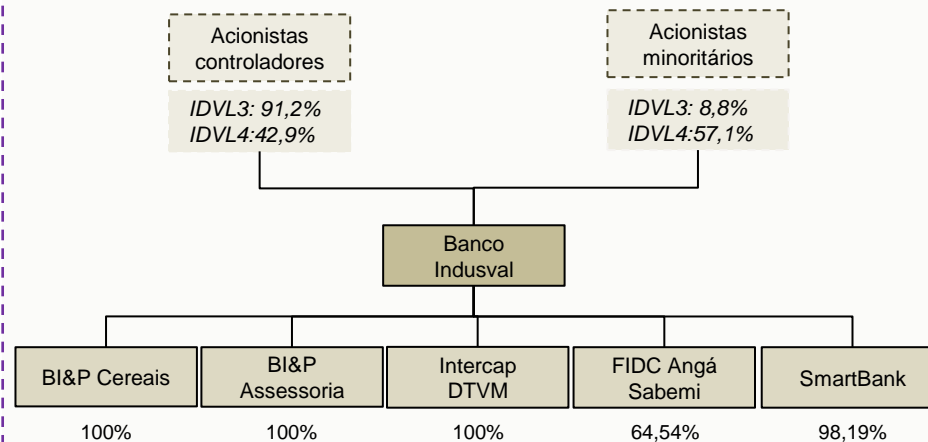 Acionistas
controladores
Acionistas
minoritários
IDVL3: 91,2%
IDVL4:42,9%
IDVL3: 8,8%
IDVL4:57,1%
Banco
Indusval
BI&P Cereais
BI&P
Assessoria
Intercap
DTVM
FIDC Angá
Sabemi
SmartBank
100%
100%
100%
64,54%
98,19%